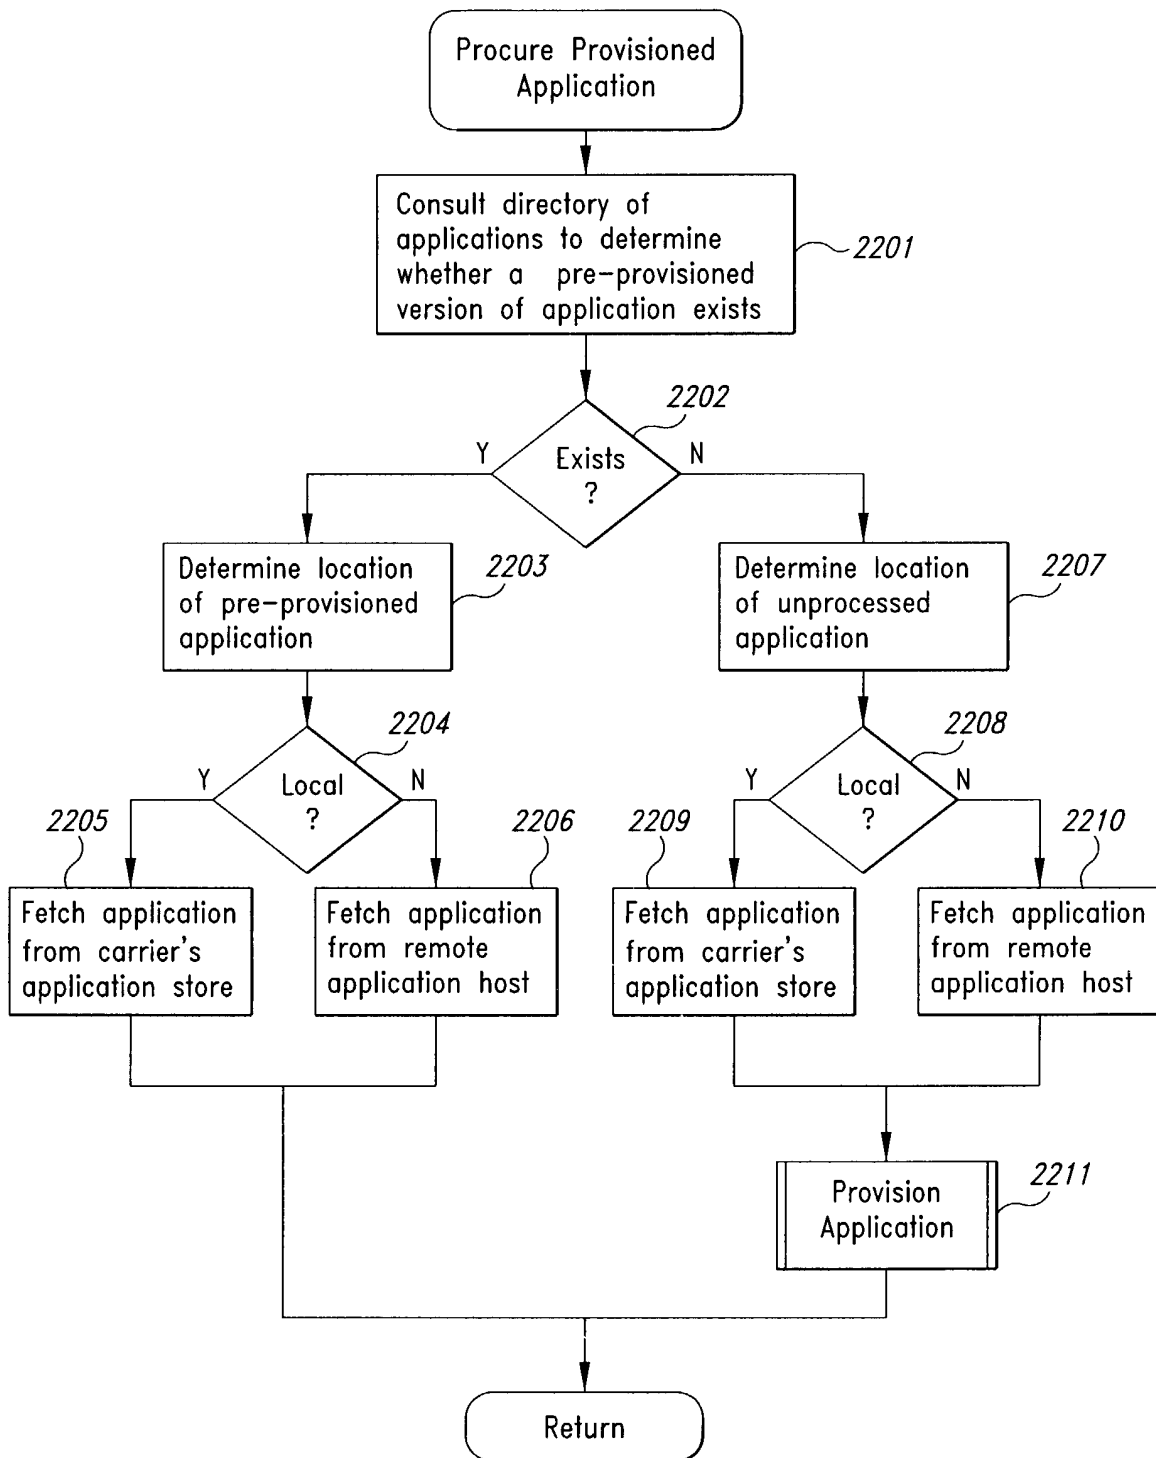 Procure Provisioned
Application
Consult directory of
applications to determine
whether a pre-provisioned
version of application exists
2201
2202
Y
Exists
?
N
Determine location
of pre-provisioned
application
2203
Determine location
of unprocessed
application
2207
2204
Y
Local
?
N
2208
Y
Local
?
N
2205
Fetch application
from carrier's
application store
2206
Fetch application
from remote
application host
2209
Fetch application
from carrier's
application store
2210
Fetch application
from remote
application host
Provision
Application
2211
Return